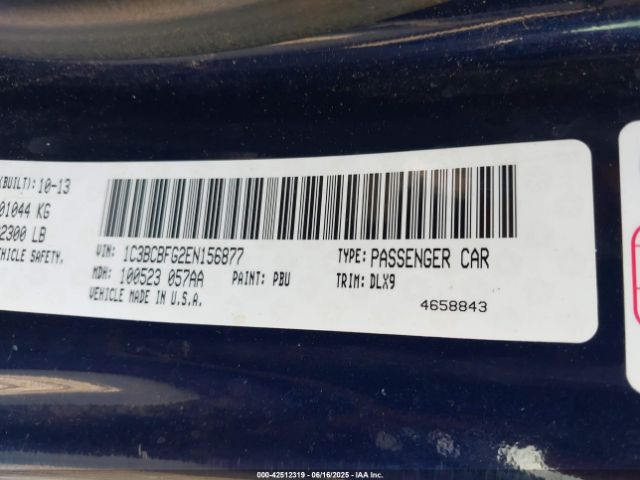 (BUILT): 10-13
01044 KG
2300 LB
EHICLE SAFETY.
VIN: 1C3BCBFG2EN156877
TYPE: PASSENGER CAR
MDH: 100523 057AA
PAINT: PBU
TRIM: DLX9
VEHICLE MADE IN U.S.A.
4658843
000-42512319 - 06/16/2025 - IAA Inc.